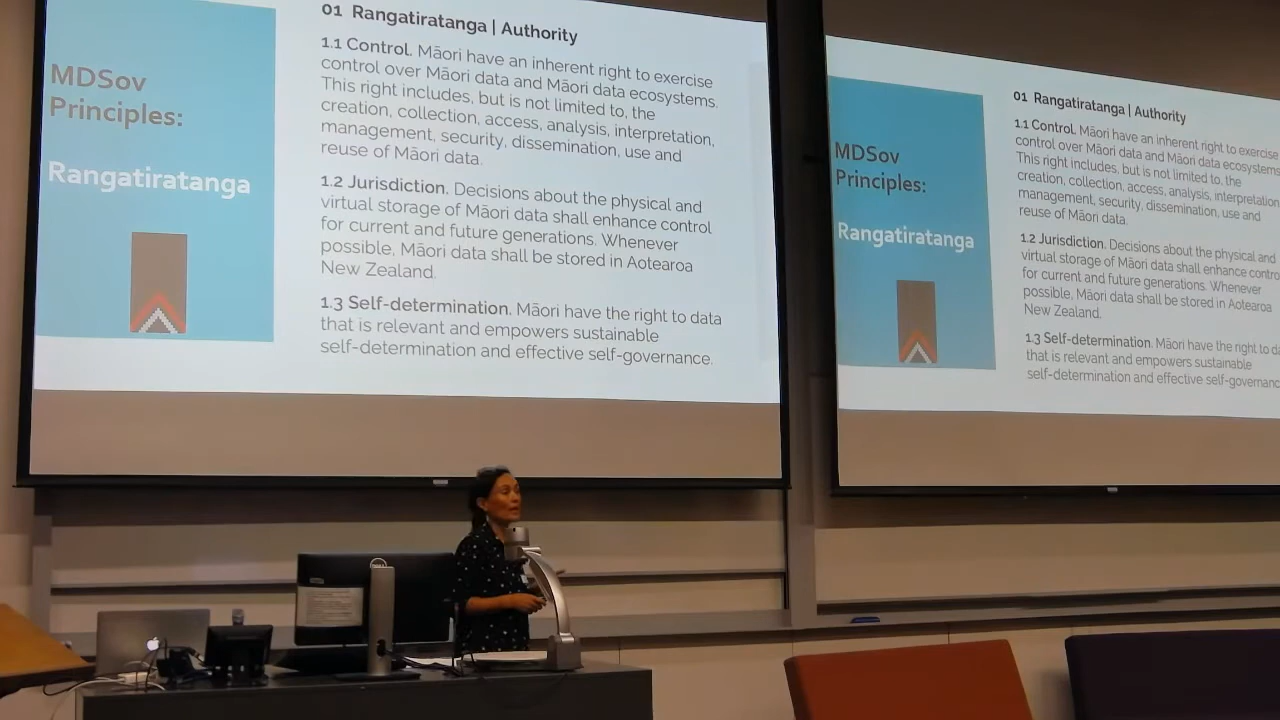 MDSov
Principles:
Rangatiratanga
01 Rangatiratanga | Authority
1.1 Control. Māori have an inherent right to exercise
control over Māori data and Māori data ecosystems.
This right includes, but is not limited to, the
creation, collection, access, analysis, interpretation,
management, security, dissemination, use and
reuse of Māori data.
1.2 Jurisdiction. Decisions about the physical and
virtual storage of Māori data shall enhance control
for current and future generations. Whenever
possible, Māori data shall be stored in Aotearoa
New Zealand.
1.3 Self-determination. Māori have the right to data
that is relevant and empowers sustainable
self-determination and effective self-governance.
MDSov
Principles:
Rangatiratanga
01 Rangatiratanga | Authority
1.1 Control. Māori have an inherent right to exercise
control over Māori data and Māori data ecosystems
This right includes, but is not limited to, the
creation, collection, access, analysis, interpretation
management, security, dissemination, use and
reuse of Māori data.
1.2 Jurisdiction. Decisions about the physical and
virtual storage of Māori data shall enhance contro
for current and future generations. Whenever
possible, Māori data shall be stored in Aotearoa
New Zealand.
1.3 Self-determination. Māori have the right to da
that is relevant and empowers sustainable
self-determination and effective self-governanc